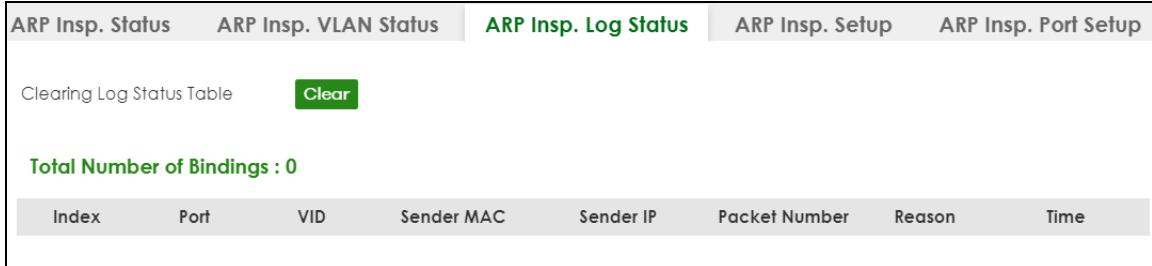 ARP Insp. Status ARP Insp. VLAN Status ARP Insp. Log Status ARP Insp. Setup ARP Insp. Port Setup
Clearing Log Status Table Clear
Total Number of Bindings : 0
Index Port VID Sender MAC Sender IP Packet Number Reason Time